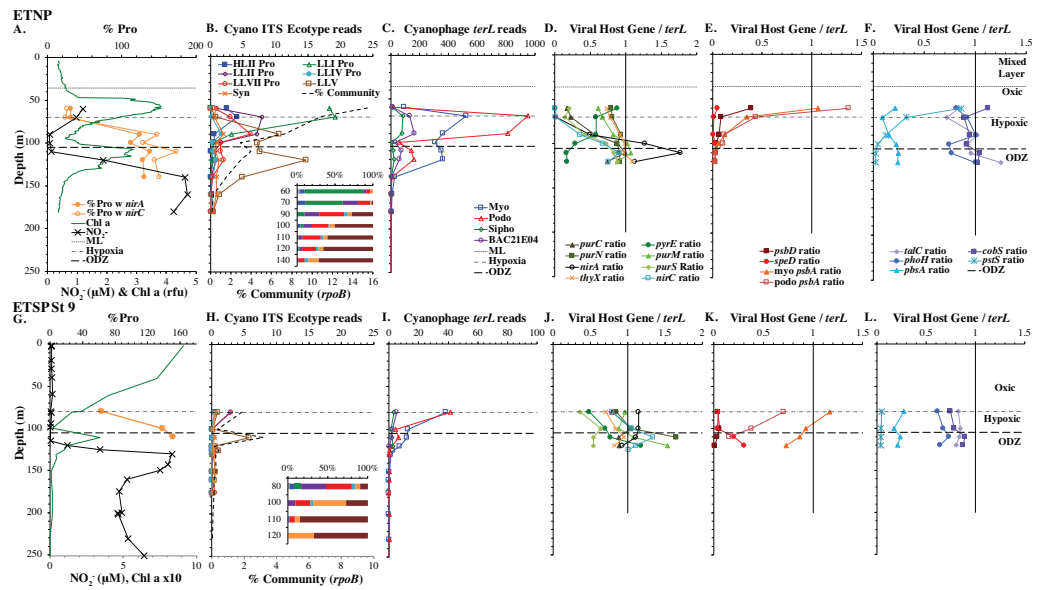 ETNP
A. % Pro
B. Cyano ITS Ecotype reads
C. Cyanophage terL reads
D. Viral Host Gene / terL
E. Viral Host Gene / terL
F. Viral Host Gene / terL
0 100 200
0 5 10 15 20 25
0 200 400 600 800 1000
0 0.5 1 1.5 2
0 0.5 1 1.5
0 0.5 1 1.5
Depth (m)
0
50
100
150
200
250
%Pro w nirA
%Pro w nirC
Chl a
NO2-
ML
Hypoxia
-ODZ
0 1 2 3 4 5
NO2- (µM) & Chl a (rfu)
HLII Pro
LLI Pro
LLII Pro
LLIV Pro
LLVII Pro
LLV
Syn
% Community
0% 50% 100%
60
70
90
100
110
120
140
0 2 4 6 8 10 12 14 16
% Community (rpoB)
Myo
Podo
Sipho
BAC21E04
ML
Hypoxia
-ODZ
purC ratio
pyrE ratio
purN ratio
purM ratio
nirA ratio
purS Ratio
thyX ratio
nirC ratio
psbD ratio
speD ratio
myo psbA ratio
podo psbA ratio
talC ratio
cobS ratio
phoH ratio
pstS ratio
pbsA ratio
-ODZ
Mixed
Layer
Oxic
Hypoxic
ODZ
ETSP St 9
G. %Pro
H. Cyano ITS Ecotype reads
I. Cyanophage terL reads
J. Viral Host Gene / terL
K. Viral Host Gene / terL
L. Viral Host Gene / terL
0 40 80 120 160
0 5 10 15 20 25
0 20 40 60 80 100
0 0.5 1 1.5 2
0 0.5 1 1.5
0 0.5 1 1.5
Depth (m)
0
50
100
150
200
250
0 2 4 6 8 10
NO2- (µM), Chl a x10
0% 50% 100%
80
100
110
120
0 2 4 6 8 10
% Community (rpoB)
Oxic
Hypoxic
ODZ